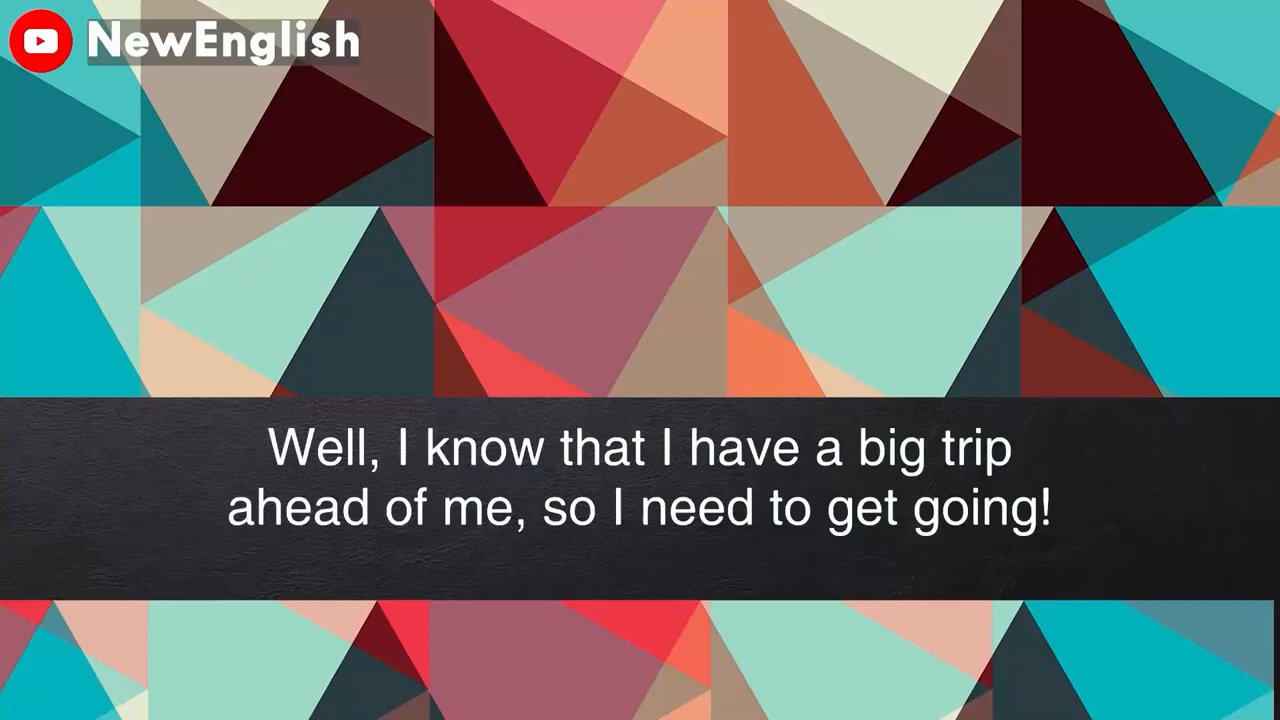 NewEnglish
Well, I know that I have a big trip
ahead of me, so I need to get going!